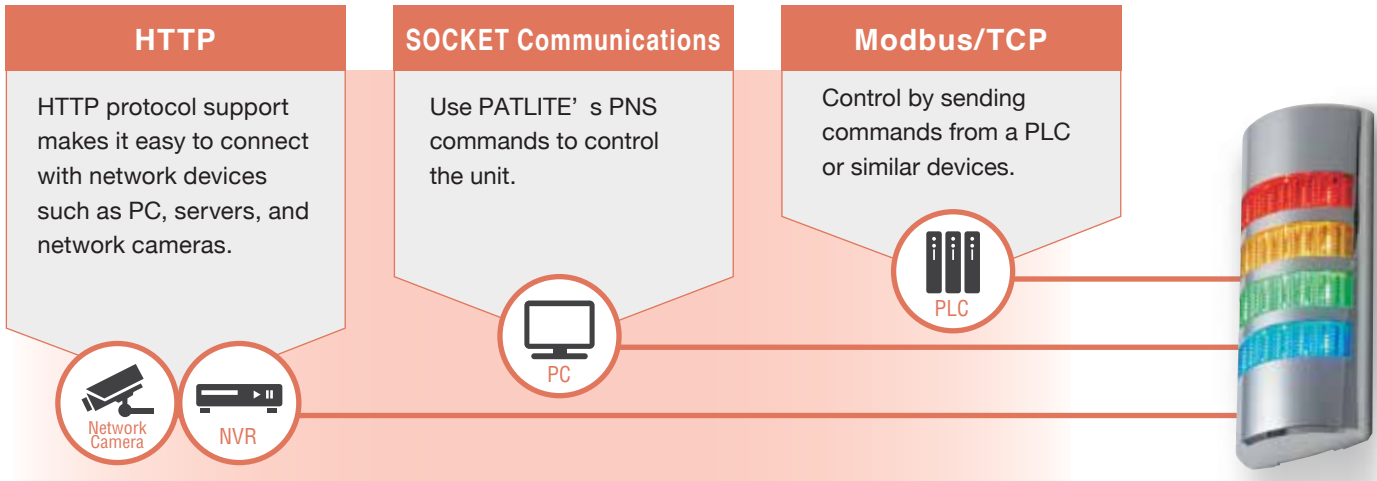 HTTP
HTTP protocol support
makes it easy to connect
with network devices
such as PC, servers, and
network cameras.
Network
Camera
NVR
SOCKET Communications
Use PATLITE’ s PNS
commands to control
the unit.
PC
Modbus/TCP
Control by sending
commands from a PLC
or similar devices.
PLC